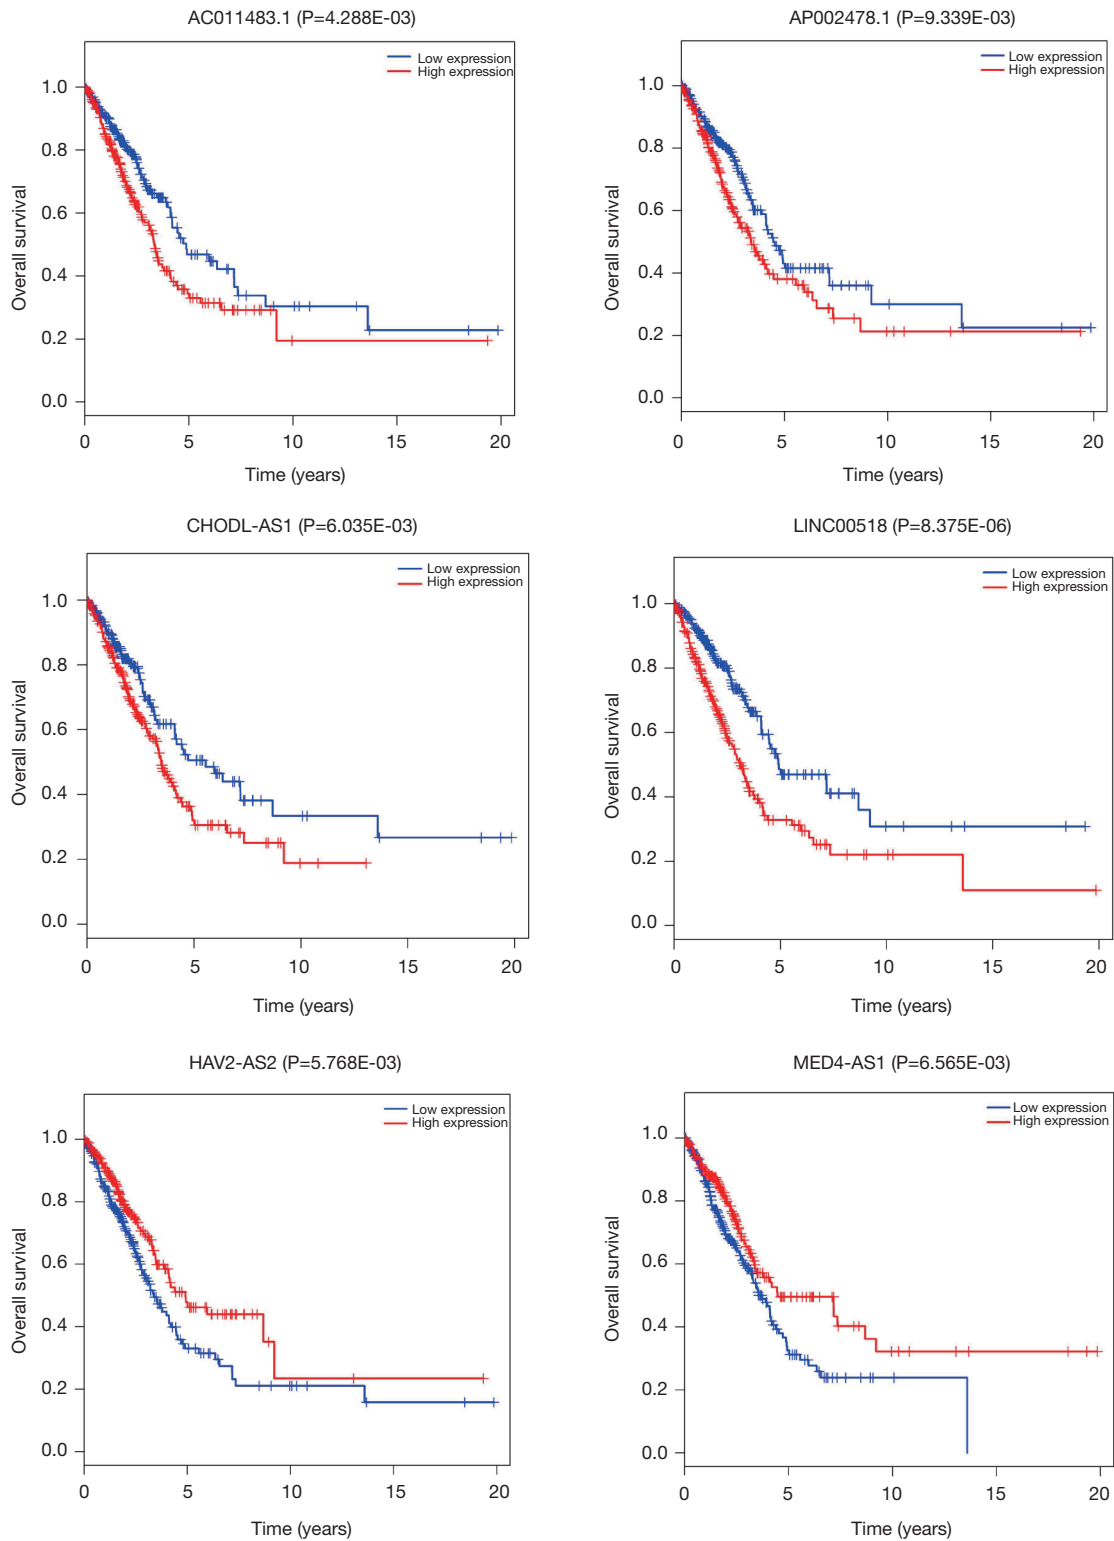 AC011483.1 (P=4.288E-03)
Low expression
High expression
Overall survival
1.0
0.8
0.6
0.4
0.2
0.0
0 5 10 15 20
Time (years)
AP002478.1 (P=9.339E-03)
Low expression
High expression
Overall survival
1.0
0.8
0.6
0.4
0.2
0.0
0 5 10 15 20
Time (years)
CHODL-AS1 (P=6.035E-03)
Low expression
High expression
Overall survival
1.0
0.8
0.6
0.4
0.2
0.0
0 5 10 15 20
Time (years)
LINC00518 (P=8.375E-06)
Low expression
High expression
Overall survival
1.0
0.8
0.6
0.4
0.2
0.0
0 5 10 15 20
Time (years)
HAV2-AS2 (P=5.768E-03)
Low expression
High expression
Overall survival
1.0
0.8
0.6
0.4
0.2
0.0
0 5 10 15 20
Time (years)
MED4-AS1 (P=6.565E-03)
Low expression
High expression
Overall survival
1.0
0.8
0.6
0.4
0.2
0.0
0 5 10 15 20
Time (years)